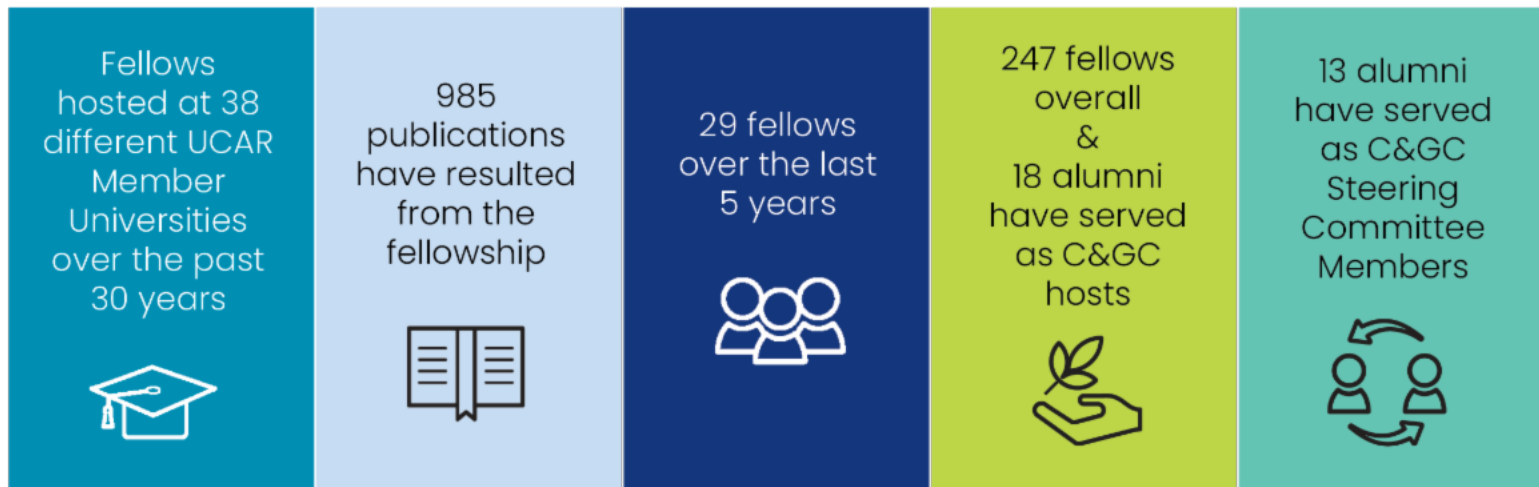 Fellows
hosted at 38
different UCAR
Member
Universities
over the past
30 years
985
publications
have resulted
from the
fellowship
29 fellows
over the last
5 years
247 fellows
overall
&
18 alumni
have served
as C&GC
hosts
13 alumni
have served
as C&GC
Steering
Committee
Members